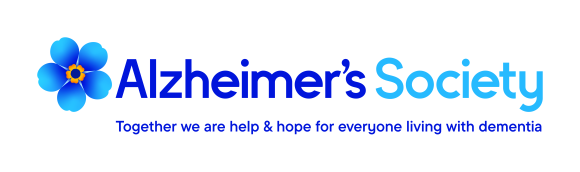 Alzheimer's Society
Together we are help & hope for everyone living with dementia